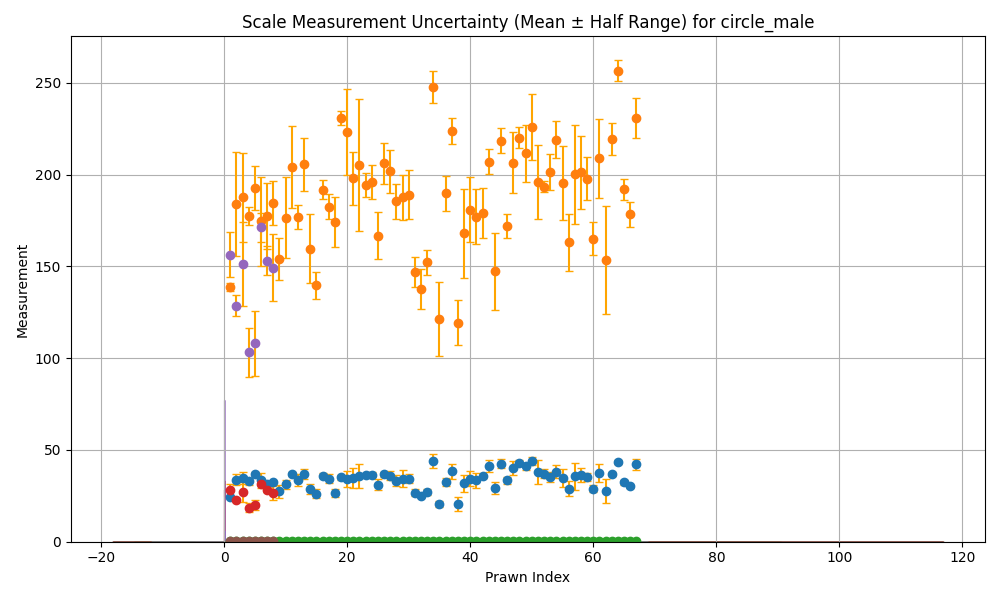 Scale Measurement Uncertainty (Mean ± Half Range) for circle_male
250
200
150
100
50
0
Measurement
−20 0 20 40 60 80 100 120
Prawn Index